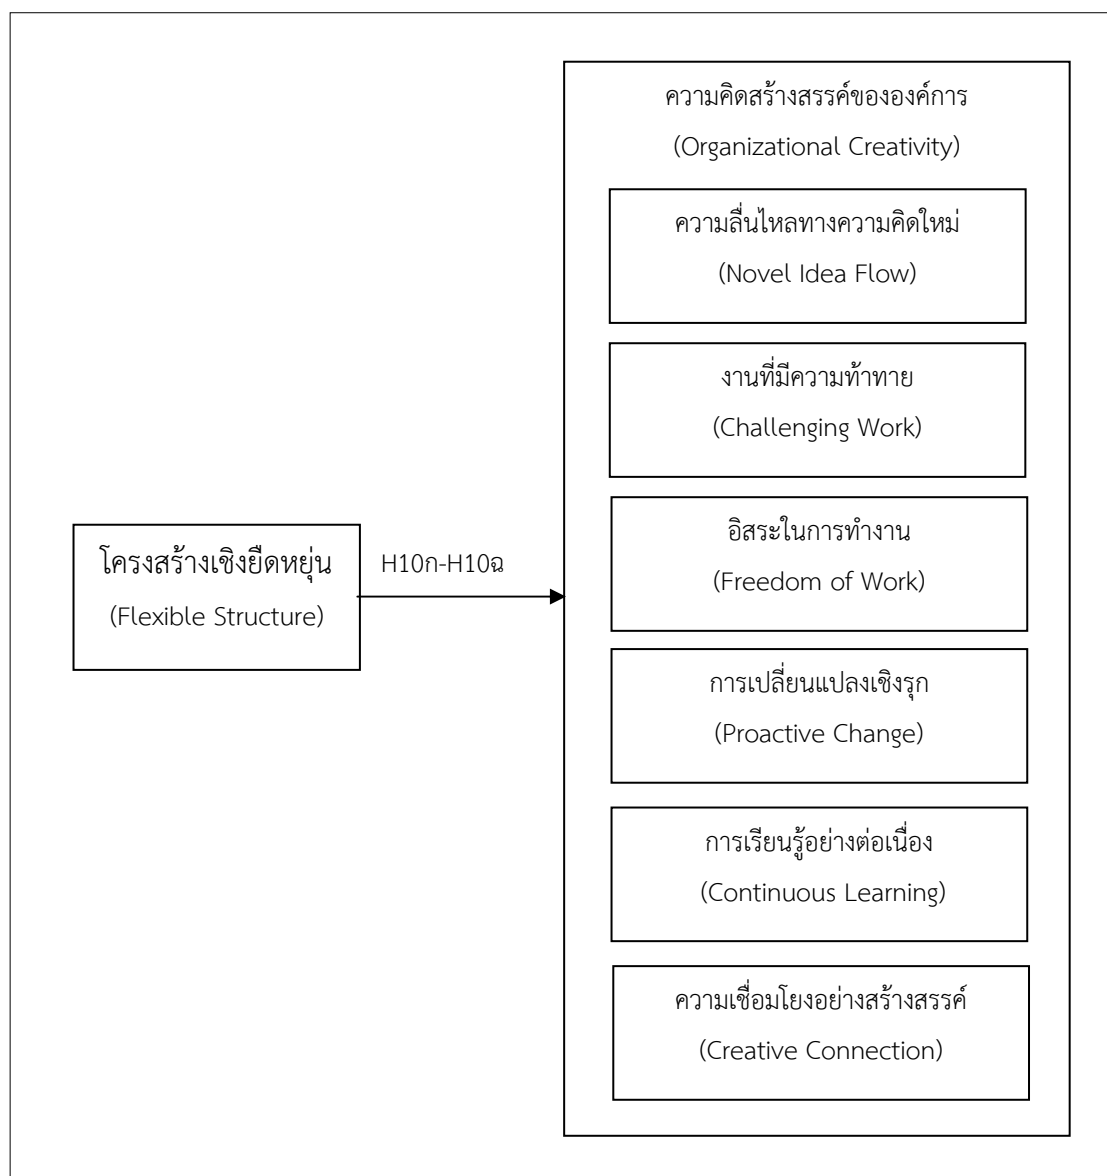 ความคิดสร้างสรรค์ขององค์การ
(Organizational Creativity)
ความลื่นไหลทางความคิดใหม่
(Novel Idea Flow)
งานที่มีความท้าทาย
(Challenging Work)
อิสระในการทำงาน
(Freedom of Work)
โครงสร้างเชิงยืดหยุ่น
(Flexible Structure)
H10ก-H10ฉ
การเปลี่ยนแปลงเชิงรุก
(Proactive Change)
การเรียนรู้อย่างต่อเนื่อง
(Continuous Learning)
ความเชื่อมโยงอย่างสร้างสรรค์
(Creative Connection)